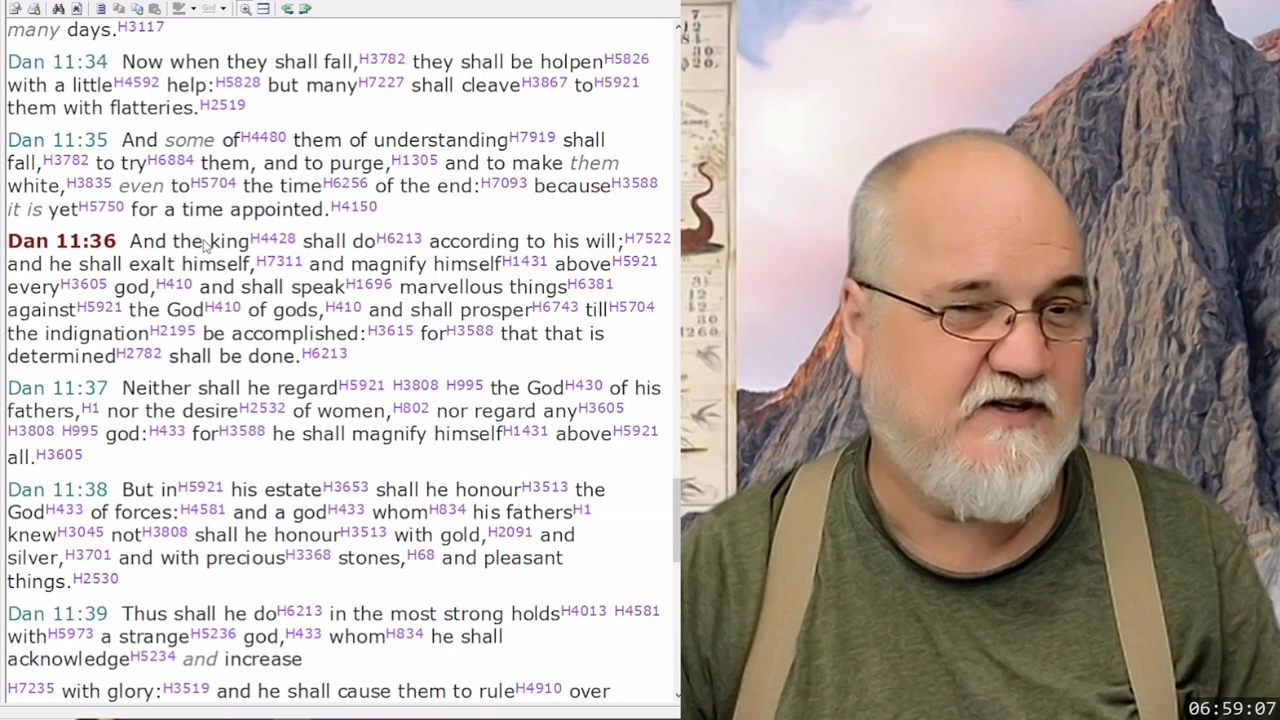 many days.H3117
Dan 11:34 Now when they shall fall,H3782 they shall be holpenH5826
with a littleH4592 help:H5828 but manyH7227 shall cleaveH3867 toH5921
them with flatteries.H2519
Dan 11:35 And some ofH4480 them of understandingH7919 shall
fall,H3782 to tryH6884 them, and to purge,H1305 and to make them
white,H3835 even toH5704 the timeH6256 of the end:H7093 becauseH3588
it is yetH5750 for a time appointed.H4150
Dan 11:36 And the kingH4428 shall doH6213 according to his will;H7522
and he shall exalt himself,H7311 and magnify himselfH1431 aboveH5921
everyH3605 god,H410 and shall speakH1696 marvellous thingsH6381
againstH5921 the GodH410 of gods,H410 and shall prosperH6743 tillH5704
the indignationH2195 be accomplished:H3615 forH3588 that that is
determinedH2782 shall be done.H6213
Dan 11:37 Neither shall he regardH5921 H3808 H995 the GodH430 of his
fathers,H1 nor the desireH2532 of women,H802 nor regard anyH3605
H3808 H995 god:H433 forH3588 he shall magnify himselfH1431 aboveH5921
all.H3605
Dan 11:38 But inH5921 his estateH3653 shall he honourH3513 the
GodH433 of forces:H4581 and a godH433 whomH834 his fathersH1
knewH3045 notH3808 shall he honourH3513 with gold,H2091 and
silver,H3701 and with preciousH3368 stones,H68 and pleasant
things.H2530
Dan 11:39 Thus shall he doH6213 in the most strong holdsH4013 H4581
withH5973 a strangeH5236 god,H433 whomH834 he shall
acknowledgeH5234 and increase
H7235 with glory:H3519 and he shall cause them to ruleH4910 over
06:59:07